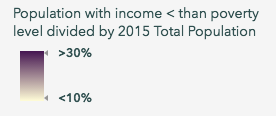 Population with income < than poverty
level divided by 2015 Total Population
>30%
<10%